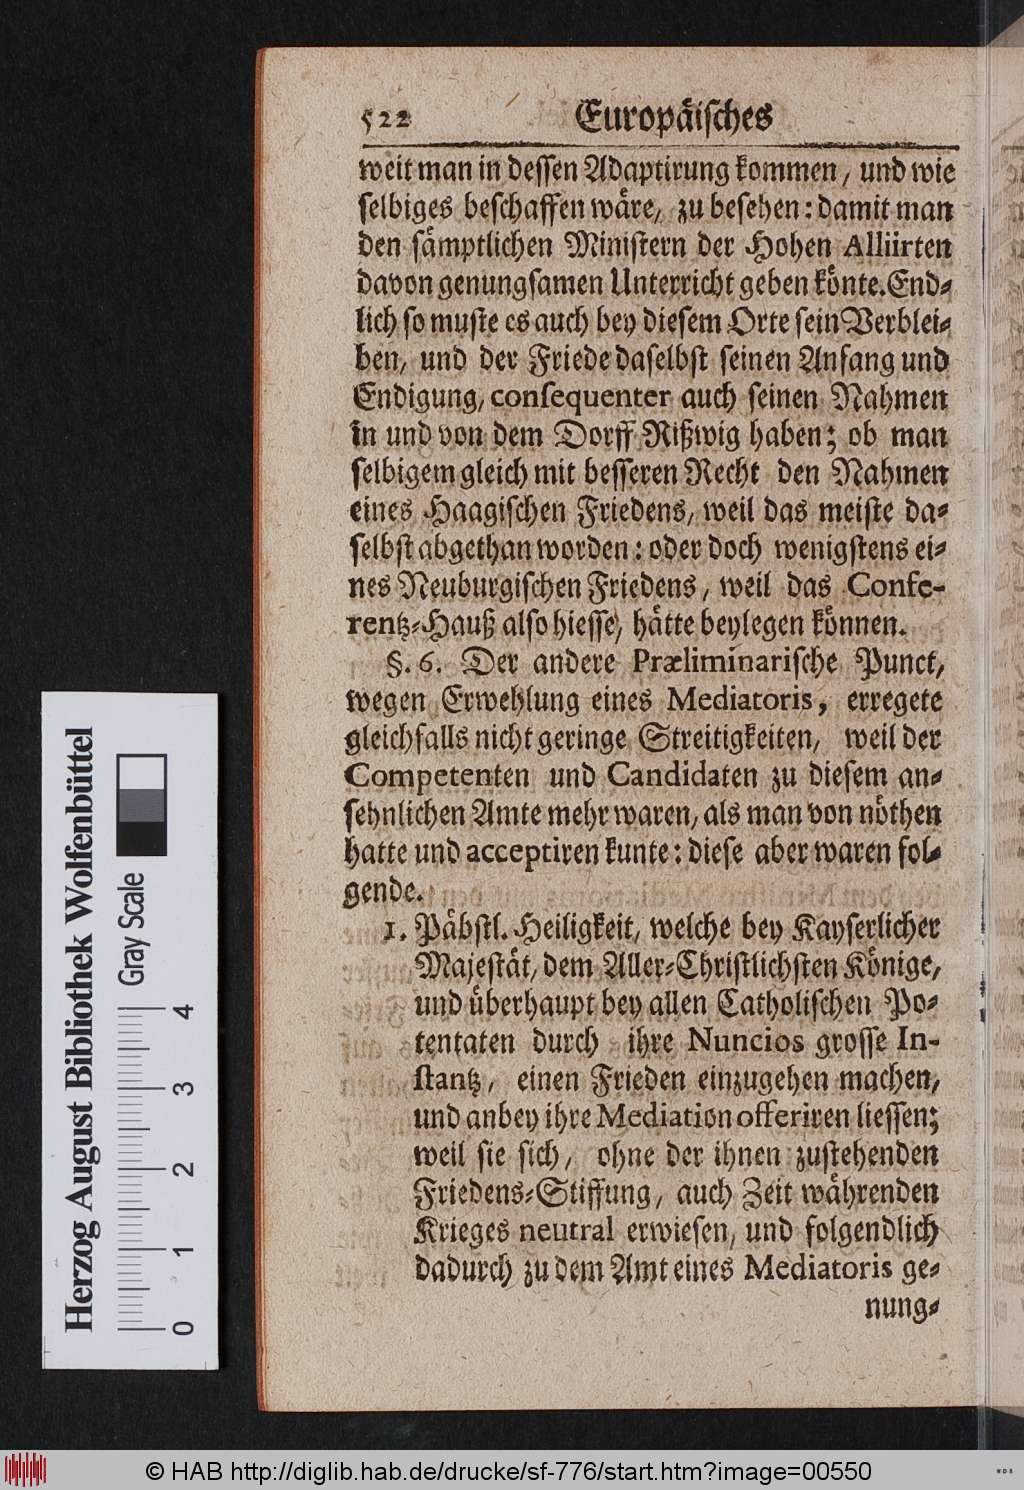 522 Europäiſches
weit man in deſſen Adaptirung kommen, und wie
ſelbiges beſchaffen wäre, zu beſehen: damit man
den ſämptlichen Miniſtern der Hohen Alliirten
davon genungſamen Unterricht geben könte. End⸗
lich ſo muſte es auch bey dieſem Orte ſein Verblei⸗
ben, und der Friede daſelbſt ſeinen Anfang und
Endigung, conſequenter auch ſeinen Nahmen
in und von dem Dorff Rißwig haben; ob man
ſelbigem gleich mit beſſeren Recht den Nahmen
eines Haagiſchen Friedens, weil das meiſte da⸗
ſelbſt abgethan worden: oder doch wenigſtens ei⸗
nes Neuburgiſchen Friedens, weil das Confe-
rentz⸗Hauß alſo hieſſe, hätte beylegen können.
§. 6. Der andere Præliminariſche Punct,
wegen Erwehlung eines Mediatoris, erregete
gleichfalls nicht geringe Streitigkeiten, weil der
Competenten und Candidaten zu dieſem an⸗
ſehnlichen Amte mehr waren, als man von nöthen
hatte und acceptiren kunte: dieſe aber waren fol⸗
gende.
1. Päbſtl. Heiligkeit, welche bey Kayſerlicher
Majeſtät, dem Aller⸗Chriſtlichſten Könige,
und überhaupt bey allen Catholiſchen Po⸗
tentaten durch ihre Nuncios groſſe In-
ſtantz, einen Frieden einzugehen machen,
und anbey ihre Mediation offeriren lieſſen;
weil ſie ſich, ohne der ihnen zuſtehenden
Friedens⸗Stiffung, auch Zeit währenden
Krieges neutral erwieſen, und folgendlich
dadurch zu dem Amt eines Mediatoris ge⸗
nung⸗
Herzog August Bibliothek Wolfenbüttel
Gray Scale
0 1 2 3 4
© HAB http://diglib.hab.de/drucke/sf-776/start.htm?image=00550